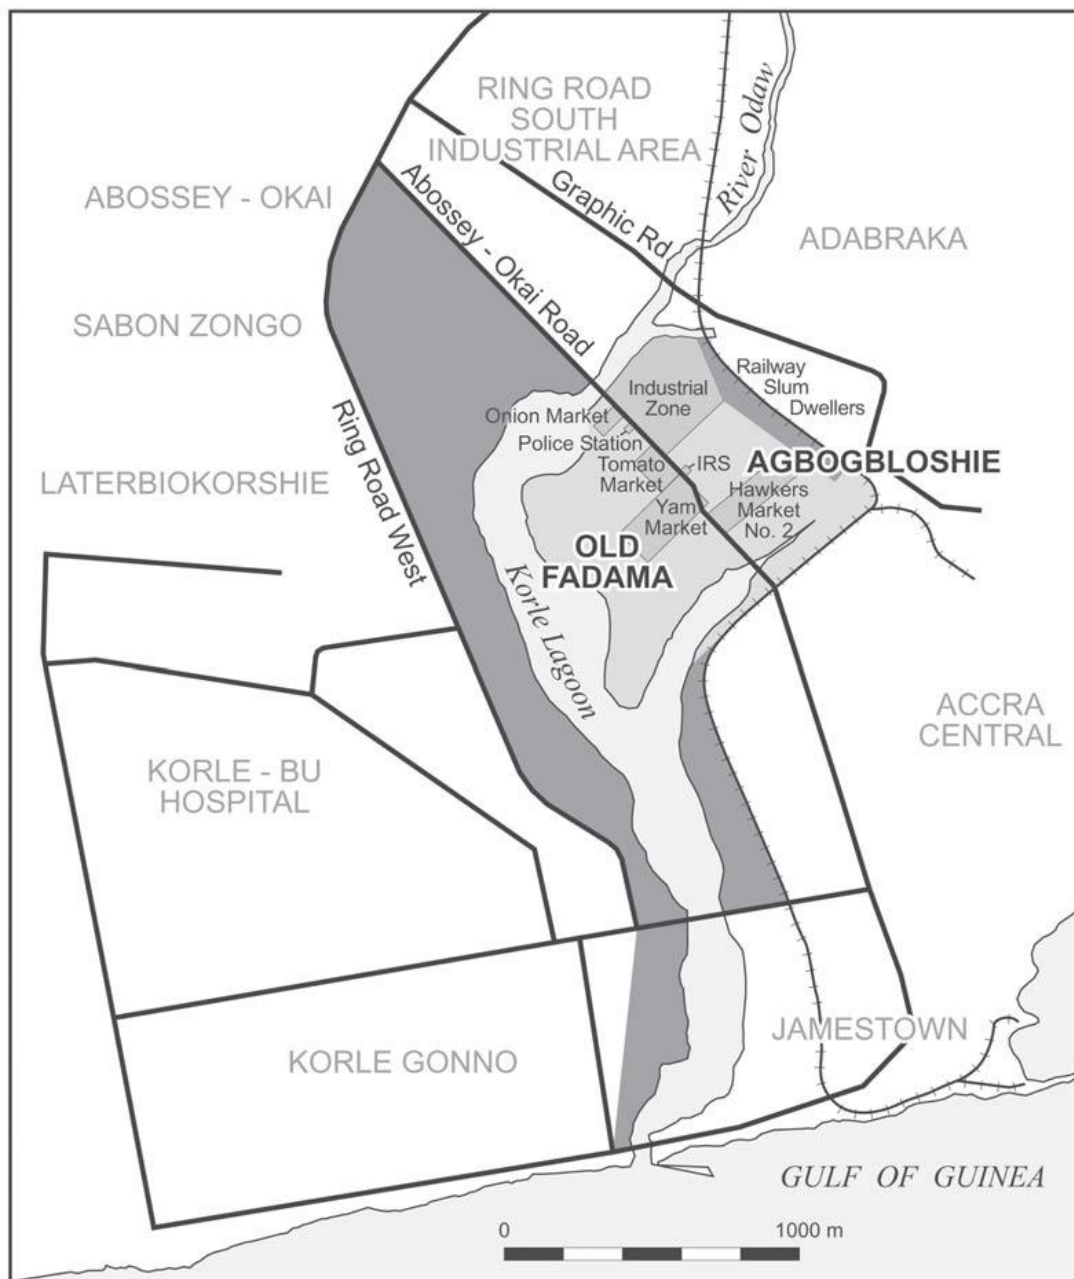 RING ROAD
SOUTH
INDUSTRIAL AREA
River Odaw
ABOSSEY - OKAI
Abossey - Okai Road
Graphic Rd
ADABRAKA
SABON ZONGO
Ring Road West
Railway
Slum
Dwellers
Industrial
Zone
Onion Market
Police Station
Tomato
Market
IRS
AGBOGBLOSHIE
Hawkers
Market
No. 2
Yam
Market
LATERBIOKORSHIE
OLD
FADAMA
Korle Lagoon
ACCRA
CENTRAL
KORLE - BU
HOSPITAL
JAMESTOWN
KORLE GONNO
GULF OF GUINEA
0
1000 m